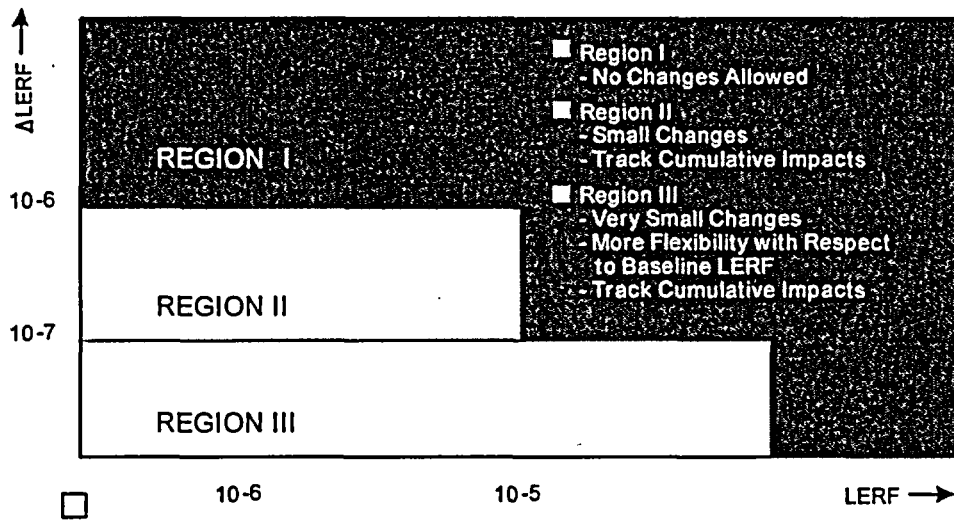 ΔLERF →
Region I
- No Changes Allowed
Region II
- Small Changes
- Track Cumulative Impacts
Region III
- Very Small Changes
- More Flexibility with Respect
to Baseline LERF
- Track Cumulative Impacts
REGION I
10-6
REGION II
10-7
REGION III
10-6
10-5
LERF →